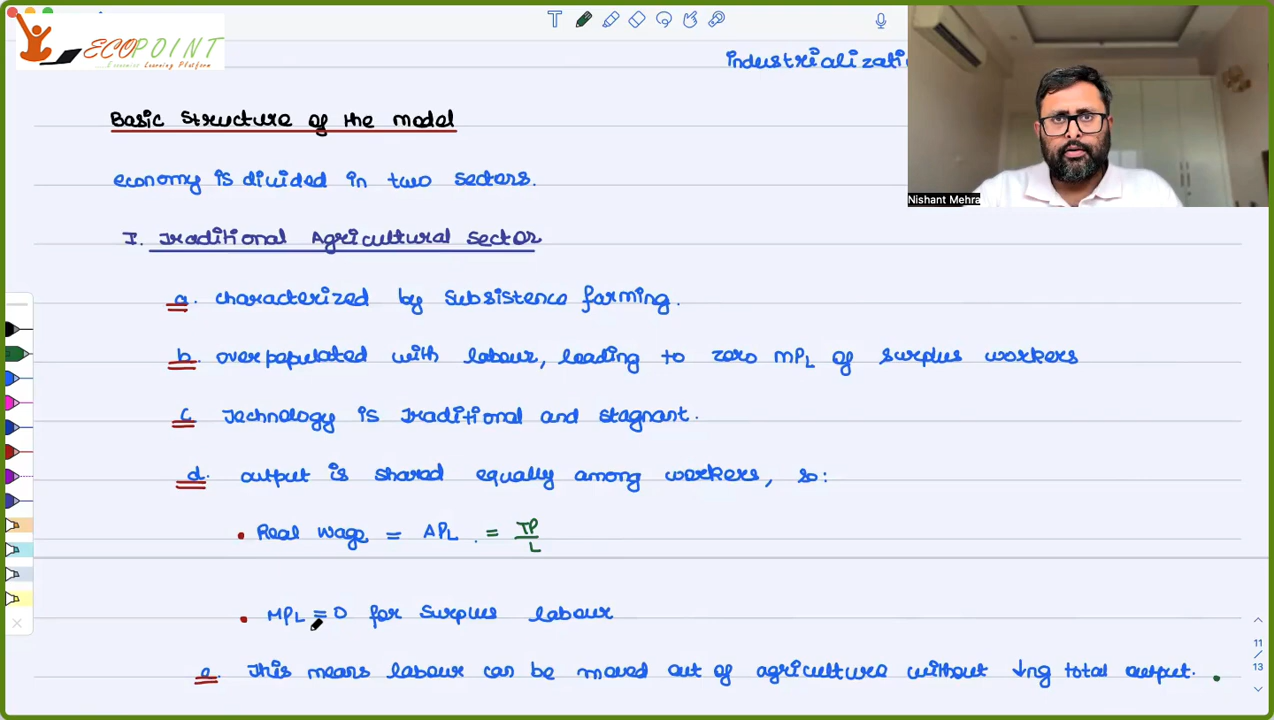 ECOPOINT
Economics Learning Platform
industrializati
Nishant Mehra
Basic Structure of the model
economy is divided in two sectors.
I. Traditional Agricultural Sector
a. characterized by subsistence farming.
b. overpopulated with labour, leading to zero MPL of surplus workers
c. Technology is Traditional and stagnant.
d. output is shared equally among workers, so:
• Real wage = APL. = TP/L
• MPL = 0 for surplus labour
e. This means labour can be moved out of agriculture without ↓ng total output.
11
/
13